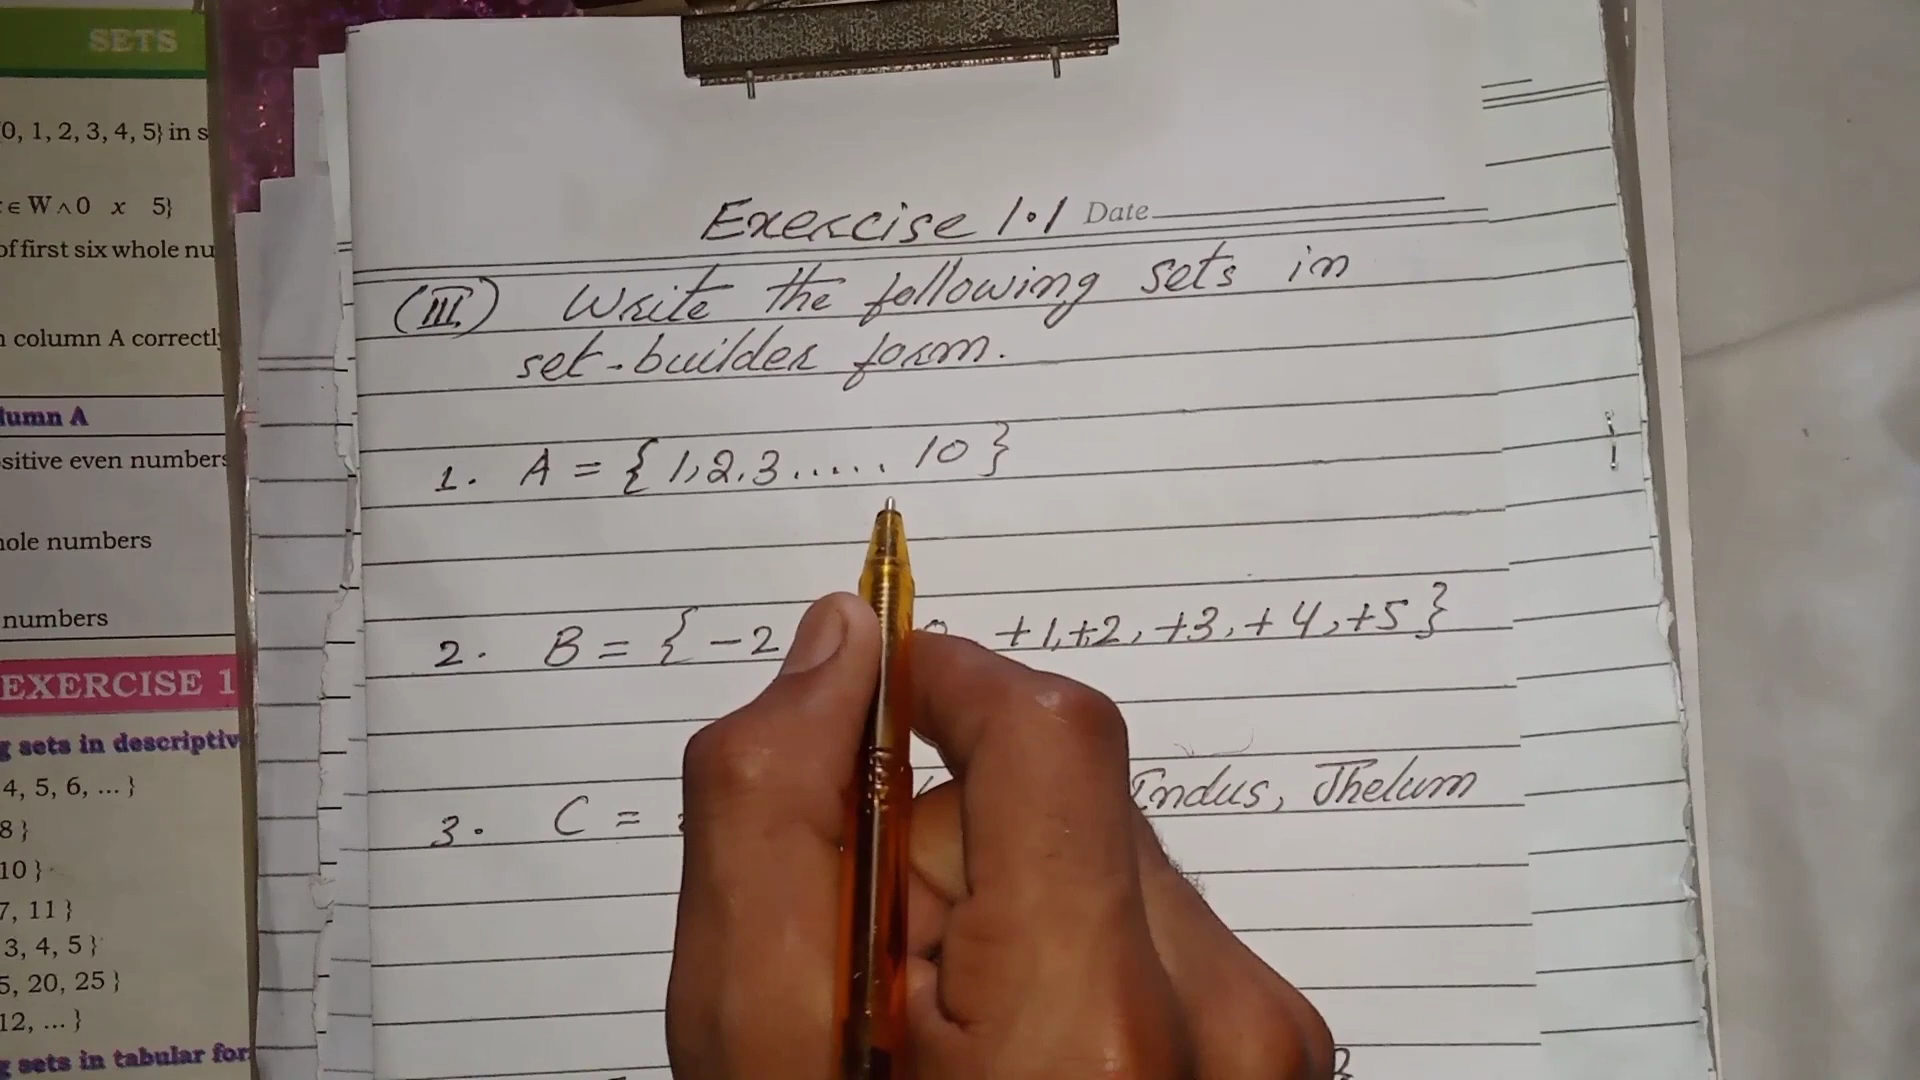 SETS
0, 1, 2, 3, 4, 5} in s
∈ W ∧ 0 x 5}
of first six whole nu
column A correctl
lumn A
sitive even numbers
ole numbers
numbers
EXERCISE 1
g sets in descriptiv
4, 5, 6, ... }
8 }
10 }
7, 11 }
3, 4, 5 }
5, 20, 25 }
12, ... }
g sets in tabular for
Exercise 1.1 Date
(III) Write the following sets in
set-builder form.
1. A = { 1, 2, 3 ..... 10 }
2. B = { -2 +1, +2, +3, +4, +5 }
3. C = Indus, Jhelum